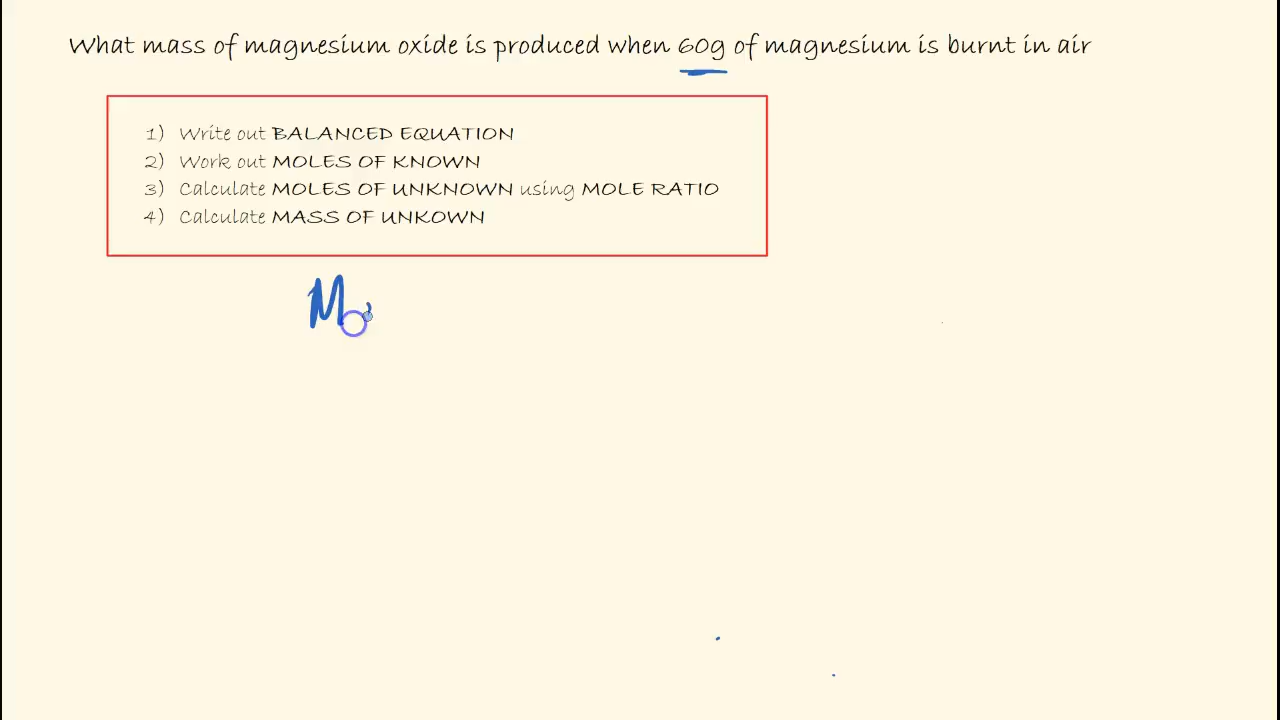 What mass of magnesium oxide is produced when 60g of magnesium is burnt in air
1) Write out BALANCED EQUATION
2) Work out MOLES OF KNOWN
3) Calculate MOLES OF UNKNOWN using MOLE RATIO
4) Calculate MASS OF UNKOWN
M